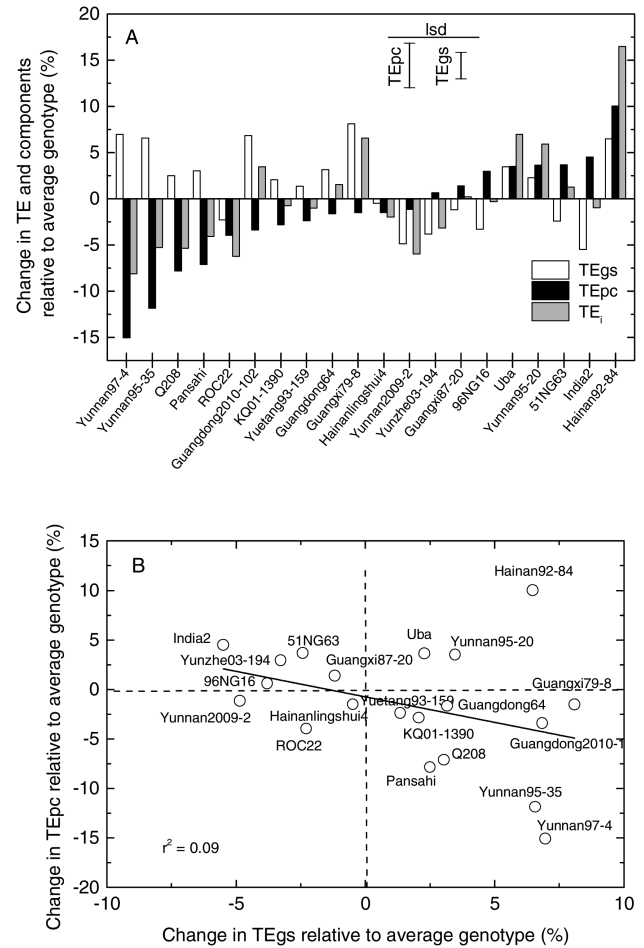 A
lsd
TEpc
TEgs
Change in TE and components
relative to average genotype (%)
20
15
10
5
0
-5
-10
-15
TEgs
TEpc
TEi
Yunnan97-4
Yunnan95-35
Q208
Pansahi
ROC22
Guangdong2010-102
KQ01-1390
Yuetang93-159
Guangdong64
Guangxi79-8
Hainanlingshui4
Yunnan2009-2
Yunzhe03-194
Guangxi87-20
96NG16
Uba
Yunnan95-20
51NG63
India2
Hainan92-84
B
Change in TEpc relative to average genotype (%)
15
10
5
0
-5
-10
-15
-20
Hainan92-84
India2
51NG63
Uba
Yunnan95-20
Yunzhe03-194
Guangxi87-20
96NG16
Guangxi79-8
Yuetang93-159
Guangdong64
Yunnan2009-2
Hainanlingshui4
KQ01-1390
Guangdong2010-1
ROC22
Q208
Pansahi
Yunnan95-35
Yunnan97-4
r² = 0.09
-10
-5
0
5
10
Change in TEgs relative to average genotype (%)